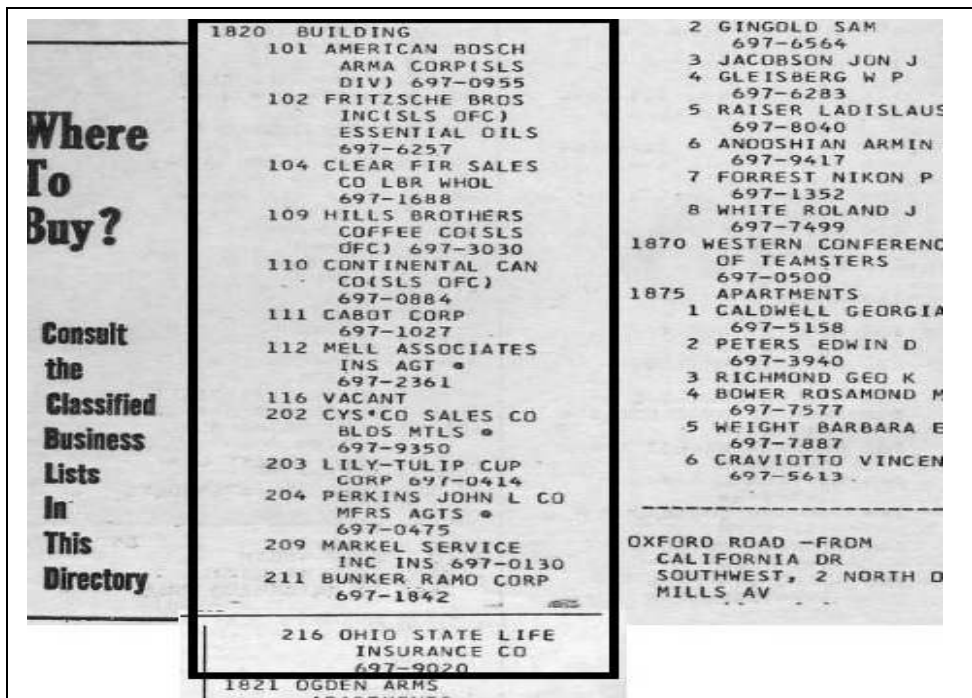 Where
To
Buy?
Consult
the
Classified
Business
Lists
In
This
Directory
1820 BUILDING
101 AMERICAN BOSCH
ARMA CORP(SLS
DIV) 697-0955
102 FRITZSCHE BROS
INC(SLS OFC)
ESSENTIAL OILS
697-6257
104 CLEAR FIR SALES
CO LBR WHOL
697-1688
109 HILLS BROTHERS
COFFEE CO(SLS
OFC) 697-3030
110 CONTINENTAL CAN
CO(SLS OFC)
697-0884
111 CABOT CORP
697-1027
112 MELL ASSOCIATES
INS AGT
697-2361
116 VACANT
202 CYS*CO SALES CO
BLDS MTLS
697-9350
203 LILY-TULIP CUP
CORP 697-0414
204 PERKINS JOHN L CO
MFRS AGTS
697-0475
209 MARKEL SERVICE
INC INS 697-0130
211 BUNKER RAMO CORP
697-1842
216 OHIO STATE LIFE
INSURANCE CO
697-9020
1821 OGDEN ARMS
2 GINGOLD SAM
697-6564
3 JACOBSON JON J
4 GLEISBERG W P
697-6283
5 RAISER LADISLAUS
697-8040
6 ANOOSHIAN ARMIN
697-9417
7 FORREST NIKON P
697-1352
8 WHITE ROLAND J
697-7499
1870 WESTERN CONFERENC
OF TEAMSTERS
697-0500
1875 APARTMENTS
1 CALDWELL GEORGIA
697-5158
2 PETERS EDWIN D
697-3940
3 RICHMOND GEO K
4 BOWER ROSAMOND M
697-7577
5 WEIGHT BARBARA E
697-7887
6 CRAVIOTTO VINCEN
697-5613
OXFORD ROAD -FROM
CALIFORNIA DR
SOUTHWEST, 2 NORTH O
MILLS AV